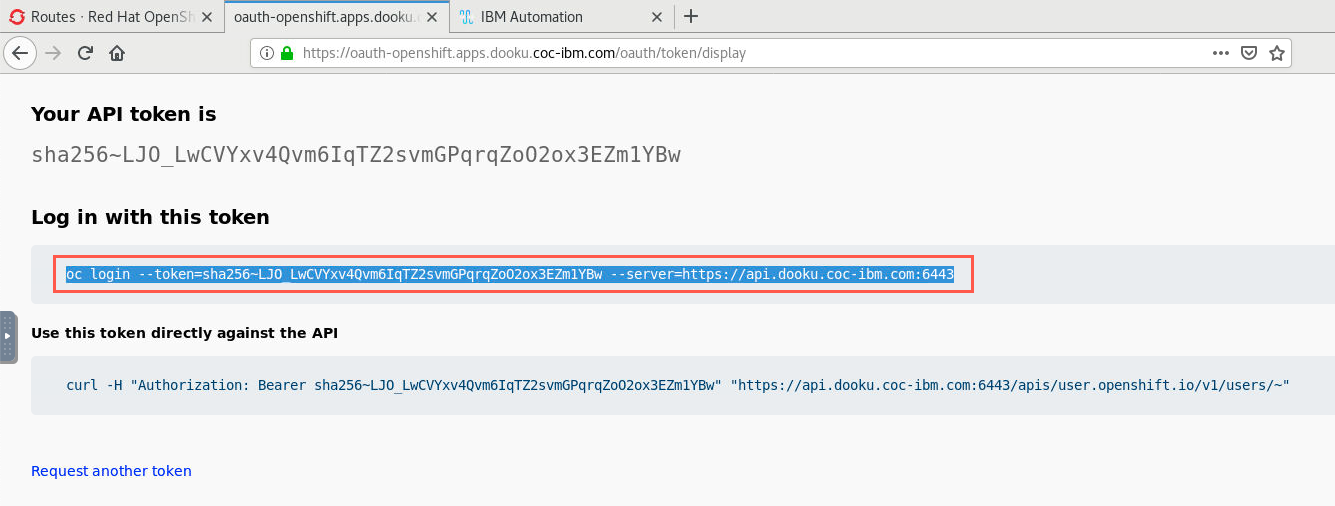 Routes · Red Hat OpenSh
oauth-openshift.apps.dooku.c
IBM Automation
https://oauth-openshift.apps.dooku.coc-ibm.com/oauth/token/display
Your API token is
sha256~LJO_LwCVYxv4Qvm6IqTZ2svmGPqrqZoO2ox3EZm1YBw
Log in with this token
oc login --token=sha256~LJO_LwCVYxv4Qvm6IqTZ2svmGPqrqZoO2ox3EZm1YBw --server=https://api.dooku.coc-ibm.com:6443
Use this token directly against the API
curl -H "Authorization: Bearer sha256~LJO_LwCVYxv4Qvm6IqTZ2svmGPqrqZoO2ox3EZm1YBw" "https://api.dooku.coc-ibm.com:6443/apis/user.openshift.io/v1/users/~"
Request another token